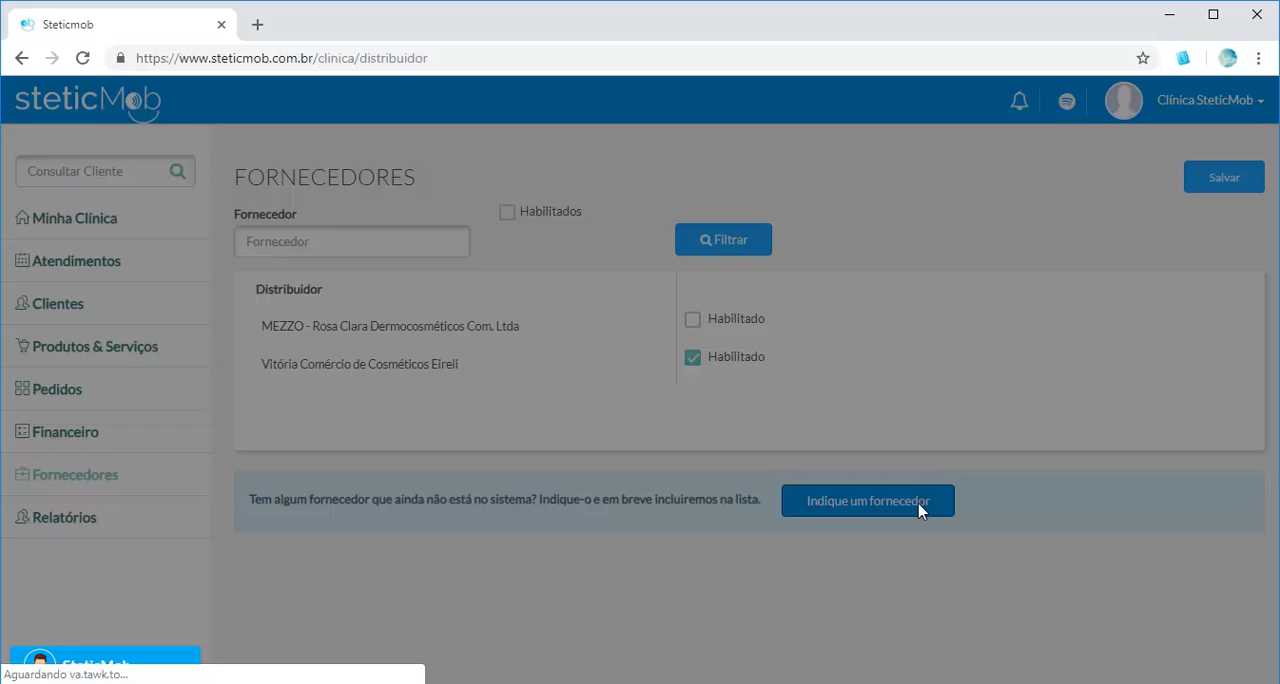 Steticmob
https://www.steticmob.com.br/clinica/distribuidor
steticMob
Clínica SteticMob
Consultar Cliente
Minha Clínica
Atendimentos
Clientes
Produtos & Serviços
Pedidos
Financeiro
Fornecedores
Relatórios
FORNECEDORES
Salvar
Fornecedor
Habilitados
Fornecedor
Filtrar
Distribuidor
MEZZO - Rosa Clara Dermocosméticos Com. Ltda
Habilitado
Vitória Comércio de Cosméticos Eireli
Habilitado
Tem algum fornecedor que ainda não está no sistema? Indique-o e em breve incluiremos na lista.
Indique um fornecedor
SteticMob
Aguardando va.tawk.to...